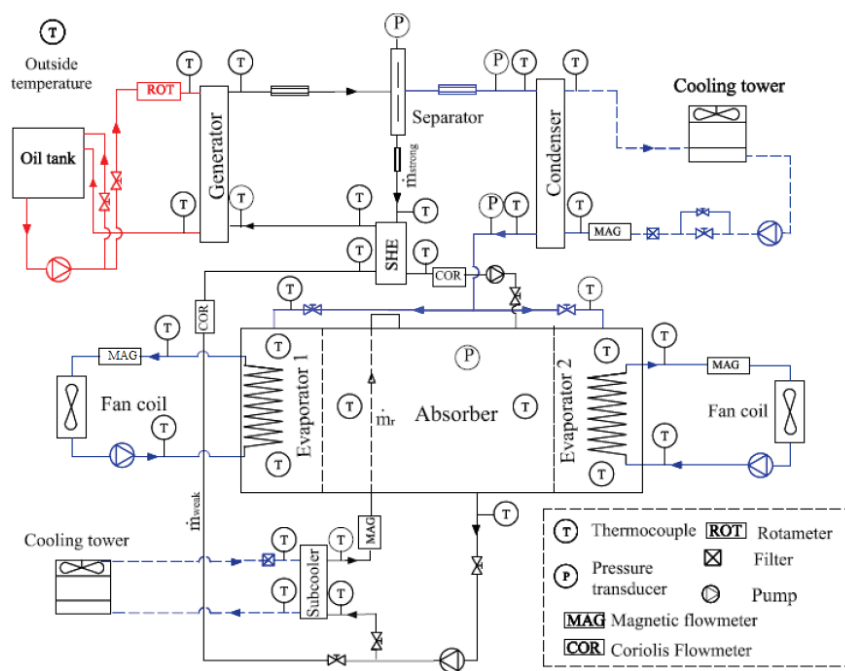 T
Outside
temperature
ROT
Oil tank
T
T
Generator
T
T
P
Separator
ṁstrong
P
T
T
Condenser
P
T
T
Cooling tower
MAG
T
T
SHE
T
T
COR
COR
T
T
MAG
T
Fan coil
T
T
T
Evaporator 1
T
ṁr
P
Absorber
T
Evaporator 2
T
T
T
MAG
Fan coil
T
ṁweak
Cooling tower
T
T
MAG
Subcooler
T
T
T
T Thermocouple
ROT Rotameter
Filter
P Pressure
transducer
Pump
MAG Magnetic flowmeter
COR Coriolis Flowmeter